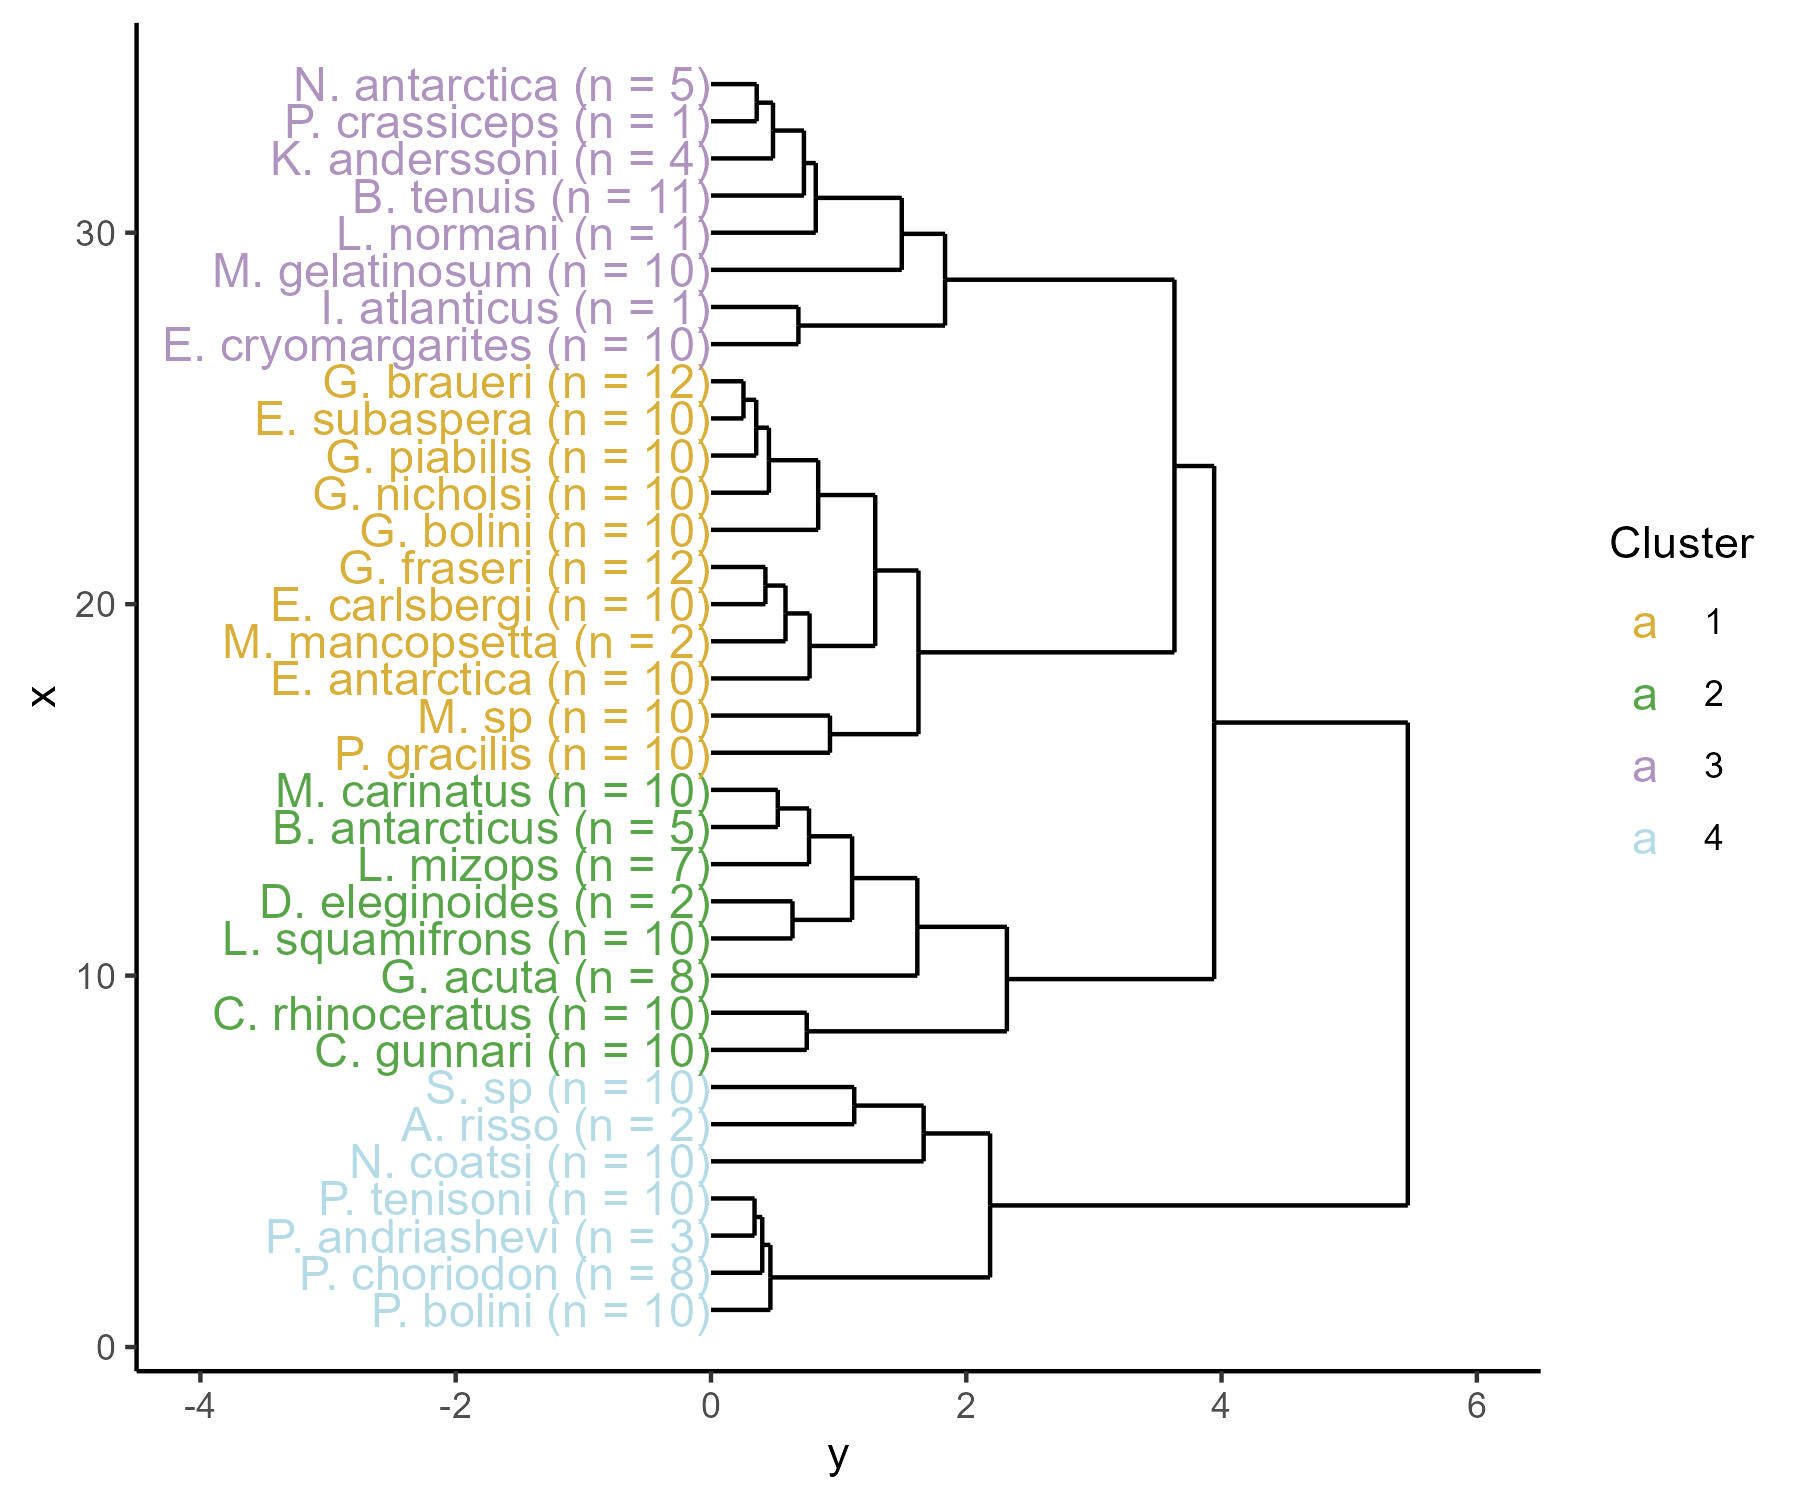 N. antarctica (n = 5)
P. crassiceps (n = 1)
K. anderssoni (n = 4)
B. tenuis (n = 11)
L. normani (n = 1)
M. gelatinosum (n = 10)
I. atlanticus (n = 1)
E. cryomargarites (n = 10)
G. braueri (n = 12)
E. subaspera (n = 10)
G. piabilis (n = 10)
G. nicholsi (n = 10)
G. bolini (n = 10)
G. fraseri (n = 12)
E. carlsbergi (n = 10)
M. mancopsetta (n = 2)
E. antarctica (n = 10)
M. sp (n = 10)
P. gracilis (n = 10)
M. carinatus (n = 10)
B. antarcticus (n = 5)
L. mizops (n = 7)
D. eleginoides (n = 2)
L. squamifrons (n = 10)
G. acuta (n = 8)
C. rhinoceratus (n = 10)
C. gunnari (n = 10)
S. sp (n = 10)
A. risso (n = 2)
N. coatsi (n = 10)
P. tenisoni (n = 10)
P. andriashevi (n = 3)
P. choriodon (n = 8)
P. bolini (n = 10)
30
20
10
0
x
-4 -2 0 2 4 6
y
Cluster
a 1
a 2
a 3
a 4